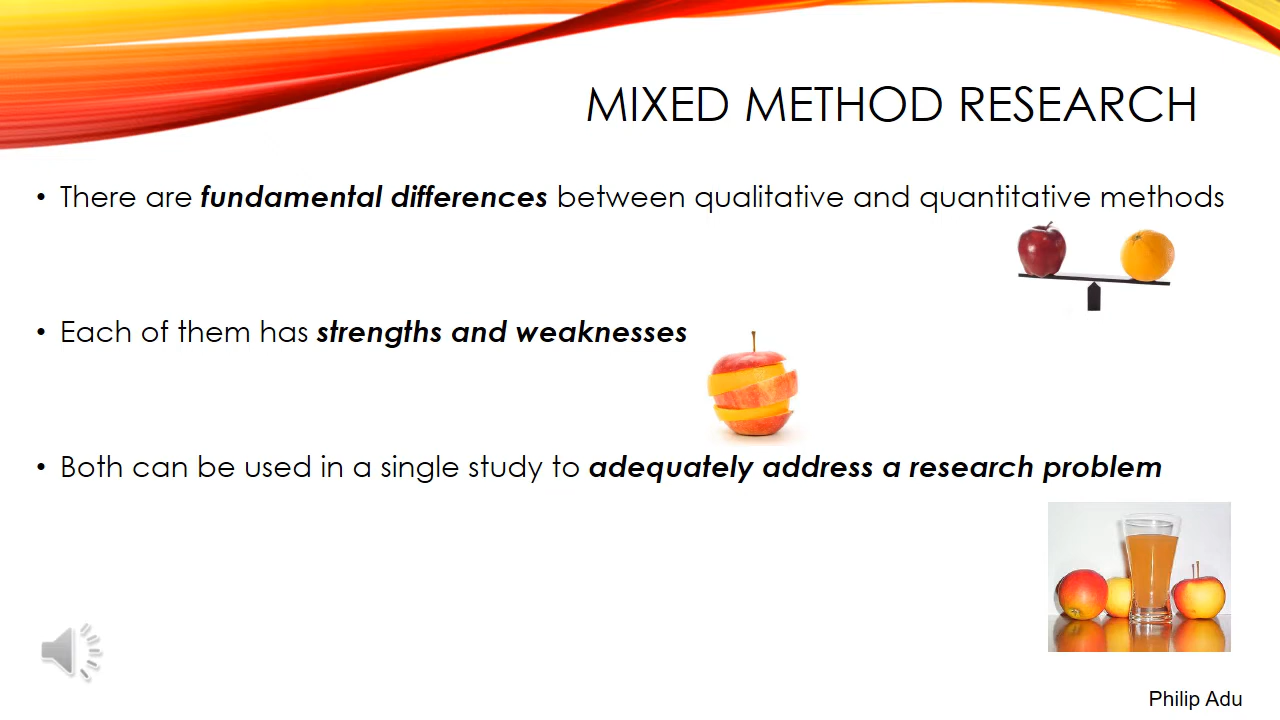 MIXED METHOD RESEARCH
• There are fundamental differences between qualitative and quantitative methods
• Each of them has strengths and weaknesses
• Both can be used in a single study to adequately address a research problem
Philip Adu